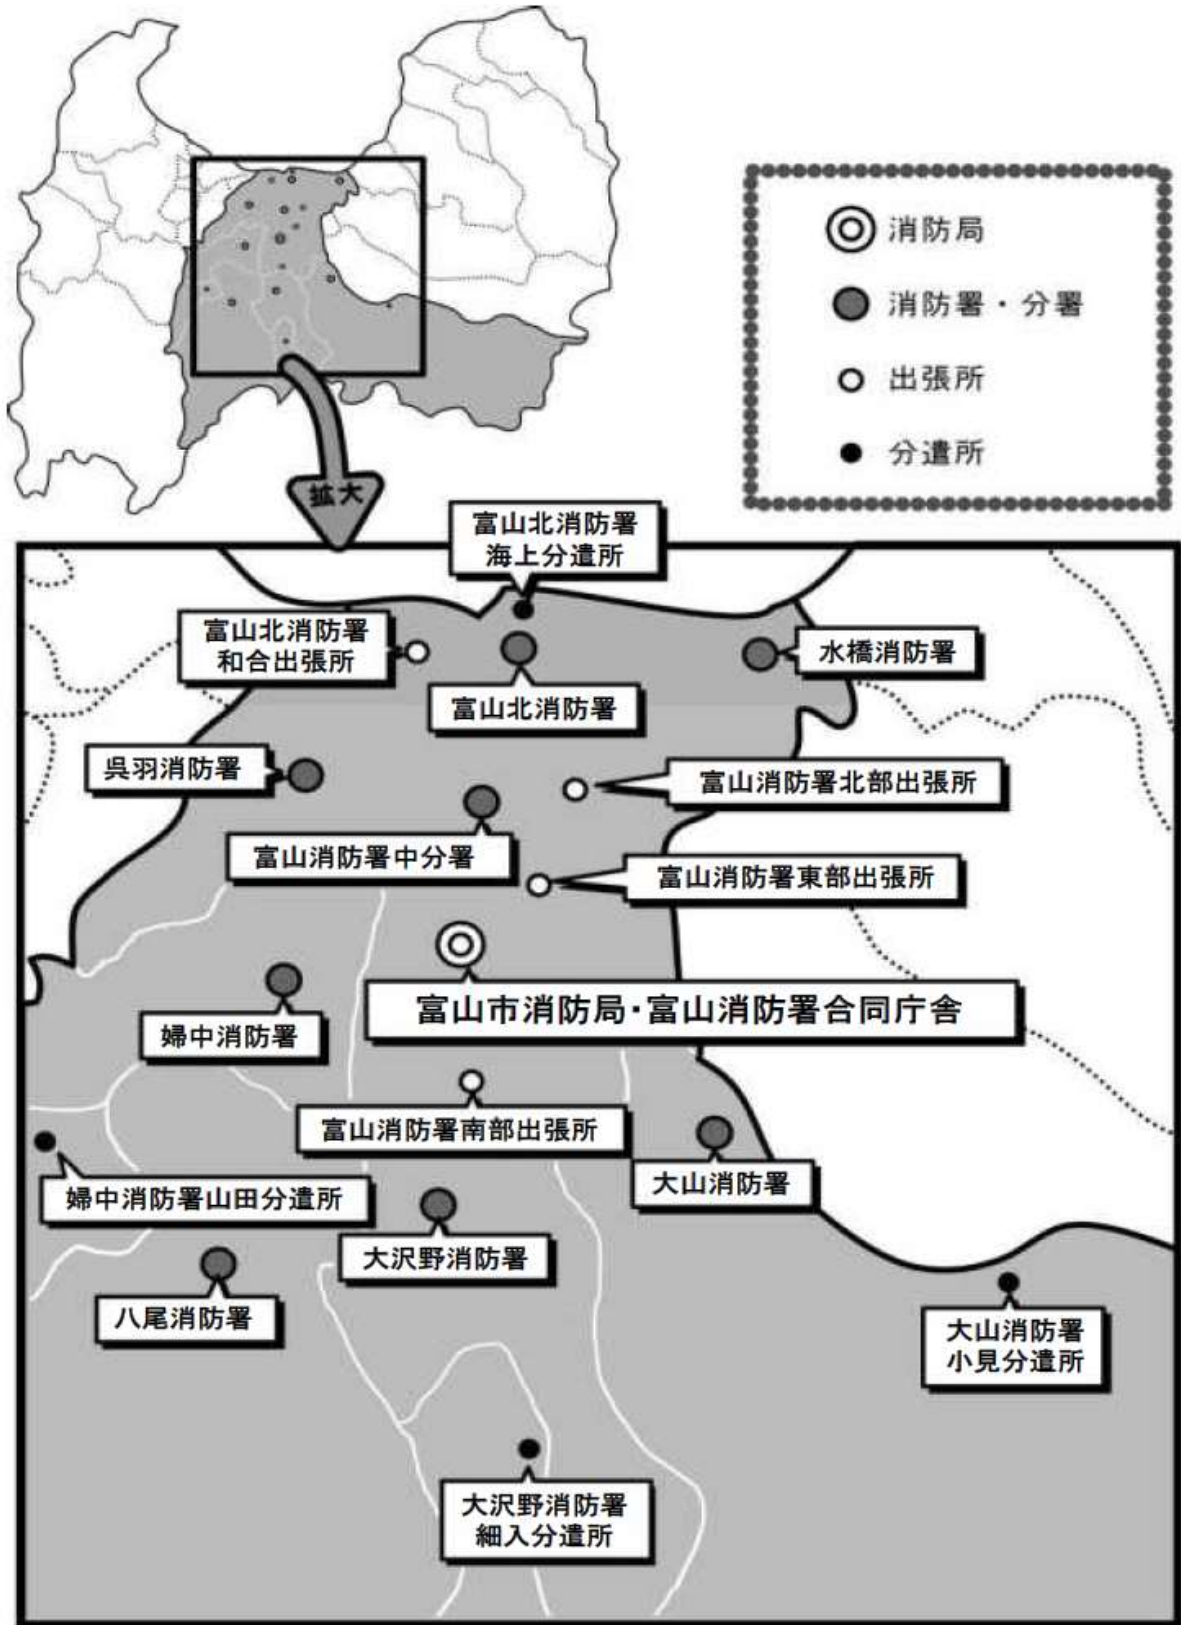 消防局
消防署・分署
出張所
分遣所
拡大
富山北消防署
海上分遣所
富山北消防署
和合出張所
富山北消防署
水橋消防署
呉羽消防署
富山消防署北部出張所
富山消防署中分署
富山消防署東部出張所
富山市消防局・富山消防署合同庁舎
婦中消防署
富山消防署南部出張所
大山消防署
婦中消防署山田分遣所
大沢野消防署
八尾消防署
大山消防署
小見分遣所
大沢野消防署
細入分遣所